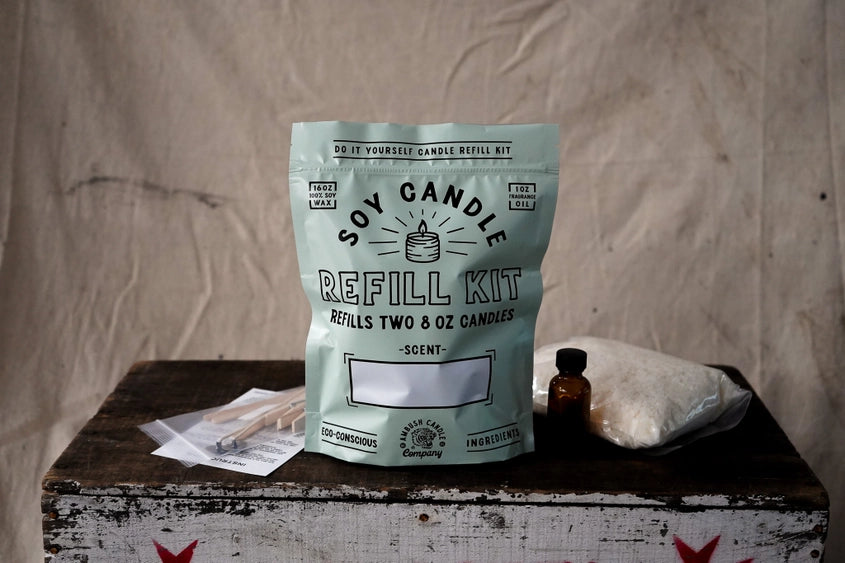 DO IT YOURSELF CANDLE REFILL KIT
16 OZ
100% SOY
WAX
1 OZ
FRAGRANCE
OIL
SOY CANDLE
REFILL KIT
REFILLS TWO 8 OZ CANDLES
-SCENT-
ECO-CONSCIOUS
AMBUSH CANDLE
Company
INGREDIENTS
INSTRUC